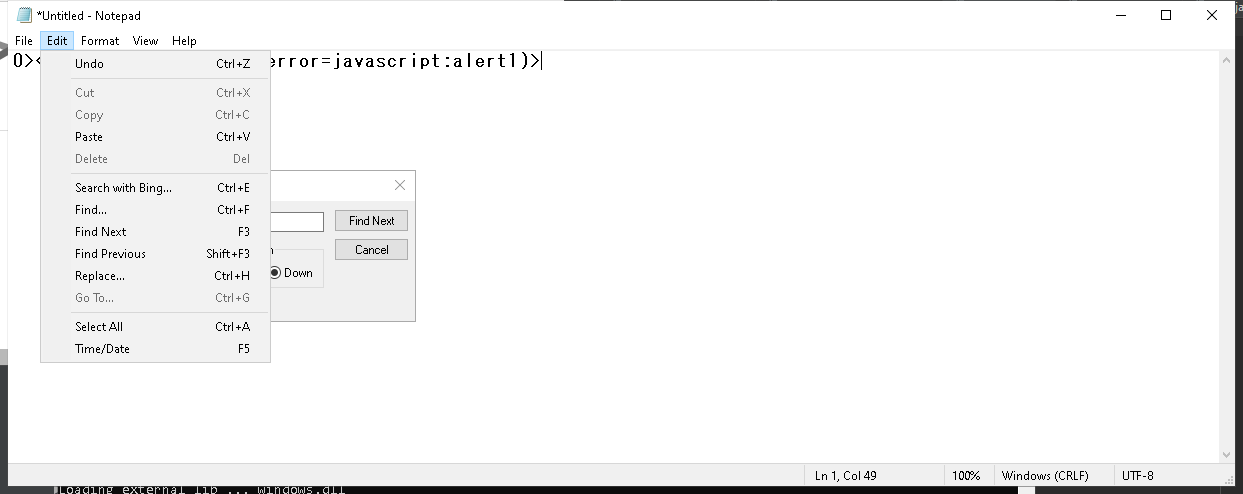 *Untitled - Notepad
File Edit Format View Help
0>< error=javascript:alert1)>
Undo Ctrl+Z
Cut Ctrl+X
Copy Ctrl+C
Paste Ctrl+V
Delete Del
Search with Bing... Ctrl+E
Find... Ctrl+F
Find Next F3
Find Previous Shift+F3
Replace... Ctrl+H
Go To... Ctrl+G
Select All Ctrl+A
Time/Date F5
Find Next
Cancel
Down
Ln 1, Col 49 100% Windows (CRLF) UTF-8
Loading external lib ... windows.dll